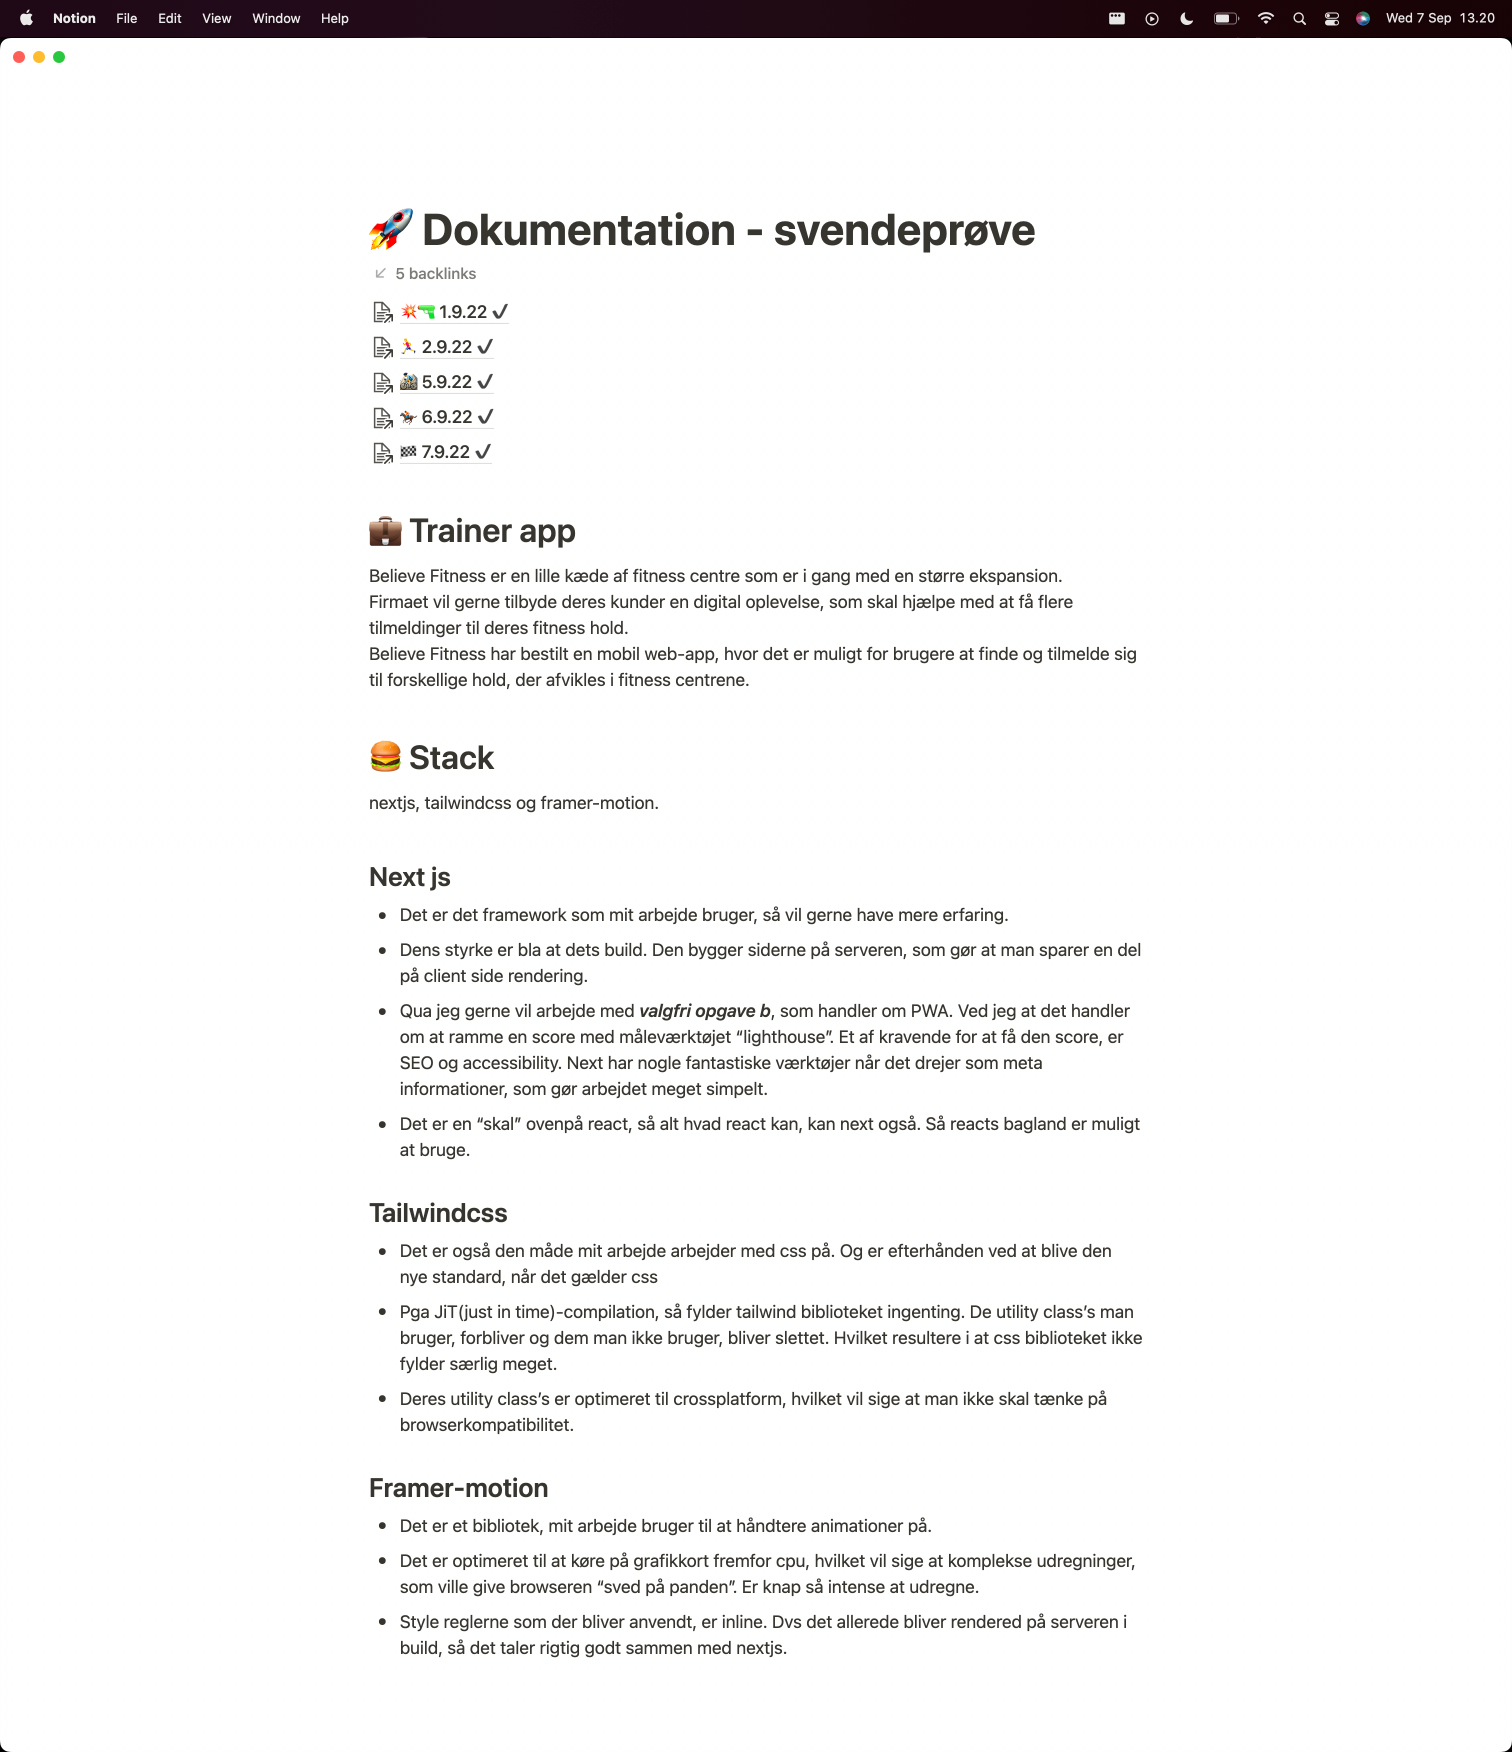 Notion File Edit View Window Help Wed 7 Sep 13.20
🚀 Dokumentation - svendeprøve
5 backlinks
💥🔫 1.9.22 ✔
🏃 2.9.22 ✔
🚵 5.9.22 ✔
🏇 6.9.22 ✔
🏁 7.9.22 ✔
💼 Trainer app
Believe Fitness er en lille kæde af fitness centre som er i gang med en større ekspansion.
Firmaet vil gerne tilbyde deres kunder en digital oplevelse, som skal hjælpe med at få flere
tilmeldinger til deres fitness hold.
Believe Fitness har bestilt en mobil web-app, hvor det er muligt for brugere at finde og tilmelde sig
til forskellige hold, der afvikles i fitness centrene.
🍔 Stack
nextjs, tailwindcss og framer-motion.
Next js
• Det er det framework som mit arbejde bruger, så vil gerne have mere erfaring.
• Dens styrke er bla at dets build. Den bygger siderne på serveren, som gør at man sparer en del
på client side rendering.
• Qua jeg gerne vil arbejde med valgfri opgave b, som handler om PWA. Ved jeg at det handler
om at ramme en score med måleværktøjet “lighthouse”. Et af kravende for at få den score, er
SEO og accessibility. Next har nogle fantastiske værktøjer når det drejer som meta
informationer, som gør arbejdet meget simpelt.
• Det er en “skal” ovenpå react, så alt hvad react kan, kan next også. Så reacts bagland er muligt
at bruge.
Tailwindcss
• Det er også den måde mit arbejde arbejder med css på. Og er efterhånden ved at blive den
nye standard, når det gælder css
• Pga JiT(just in time)-compilation, så fylder tailwind biblioteket ingenting. De utility class’s man
bruger, forbliver og dem man ikke bruger, bliver slettet. Hvilket resultere i at css biblioteket ikke
fylder særlig meget.
• Deres utility class’s er optimeret til crossplatform, hvilket vil sige at man ikke skal tænke på
browserkompatibilitet.
Framer-motion
• Det er et bibliotek, mit arbejde bruger til at håndtere animationer på.
• Det er optimeret til at køre på grafikkort fremfor cpu, hvilket vil sige at komplekse udregninger,
som ville give browseren “sved på panden”. Er knap så intense at udregne.
• Style reglerne som der bliver anvendt, er inline. Dvs det allerede bliver rendered på serveren i
build, så det taler rigtig godt sammen med nextjs.